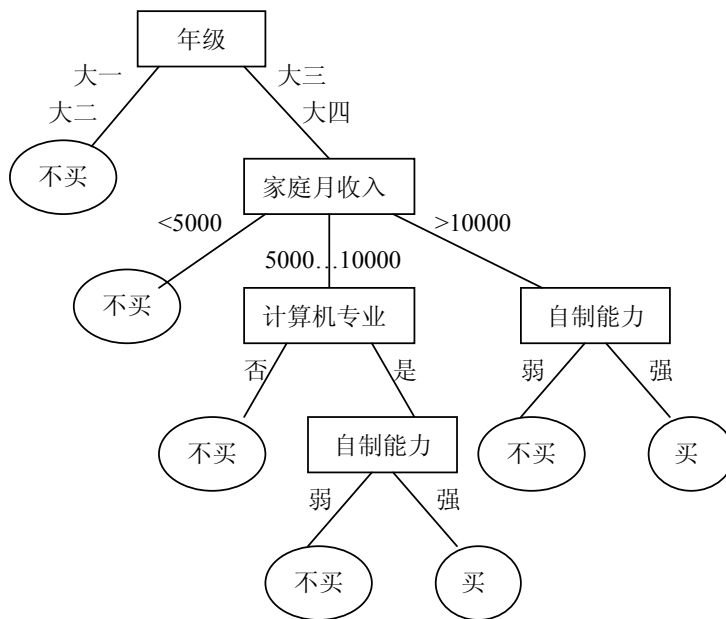 年级
大一
大三
大二
大四
不买
家庭月收入
<5000
>10000
5000…10000
不买
计算机专业
自制能力
否
是
弱
强
不买
自制能力
不买
买
弱
强
不买
买